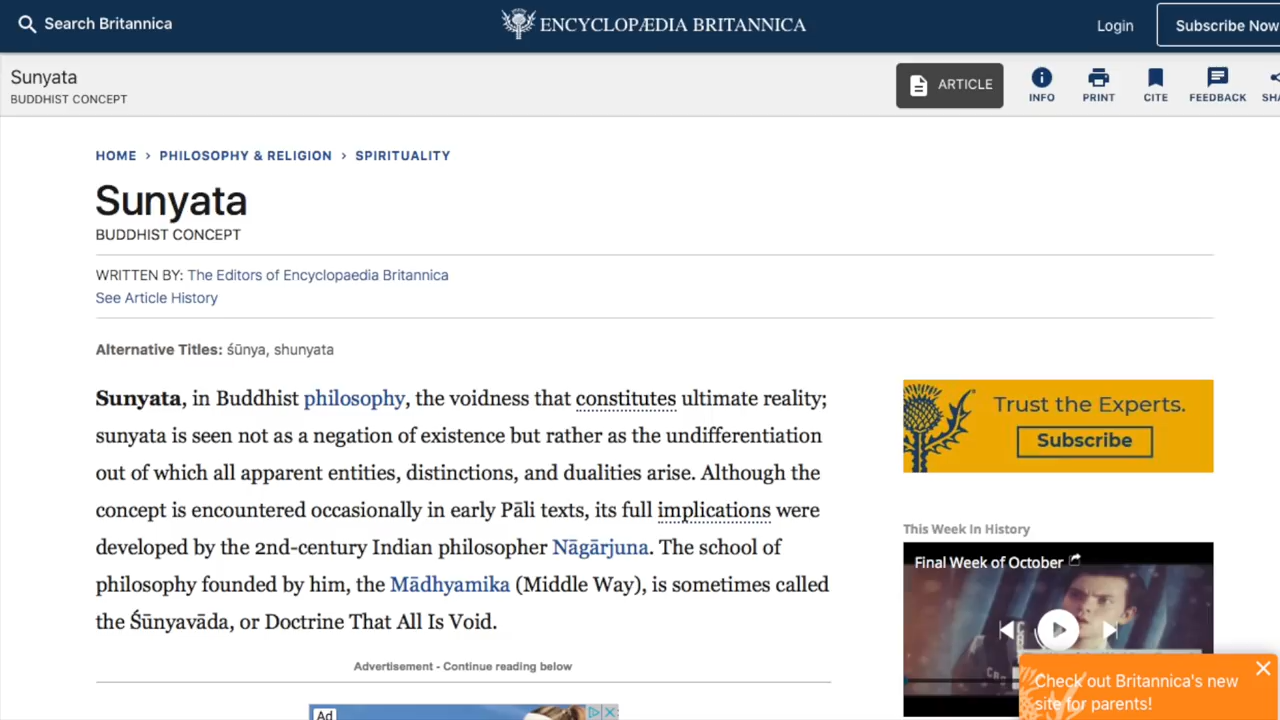 Search Britannica
ENCYCLOPÆDIA BRITANNICA
Login
Subscribe Now
Sunyata
BUDDHIST CONCEPT
ARTICLE
INFO
PRINT
CITE
FEEDBACK
SHA
HOME › PHILOSOPHY & RELIGION › SPIRITUALITY
Sunyata
BUDDHIST CONCEPT
WRITTEN BY: The Editors of Encyclopaedia Britannica
See Article History
Alternative Titles: śūnya, shunyata
Sunyata, in Buddhist philosophy, the voidness that constitutes ultimate reality;
sunyata is seen not as a negation of existence but rather as the undifferentiation
out of which all apparent entities, distinctions, and dualities arise. Although the
concept is encountered occasionally in early Pāli texts, its full implications were
developed by the 2nd-century Indian philosopher Nāgārjuna. The school of
philosophy founded by him, the Mādhyamika (Middle Way), is sometimes called
the Śūnyavāda, or Doctrine That All Is Void.
Advertisement - Continue reading below
Ad
Trust the Experts.
Subscribe
This Week In History
Final Week of October
Check out Britannica's new
site for parents!